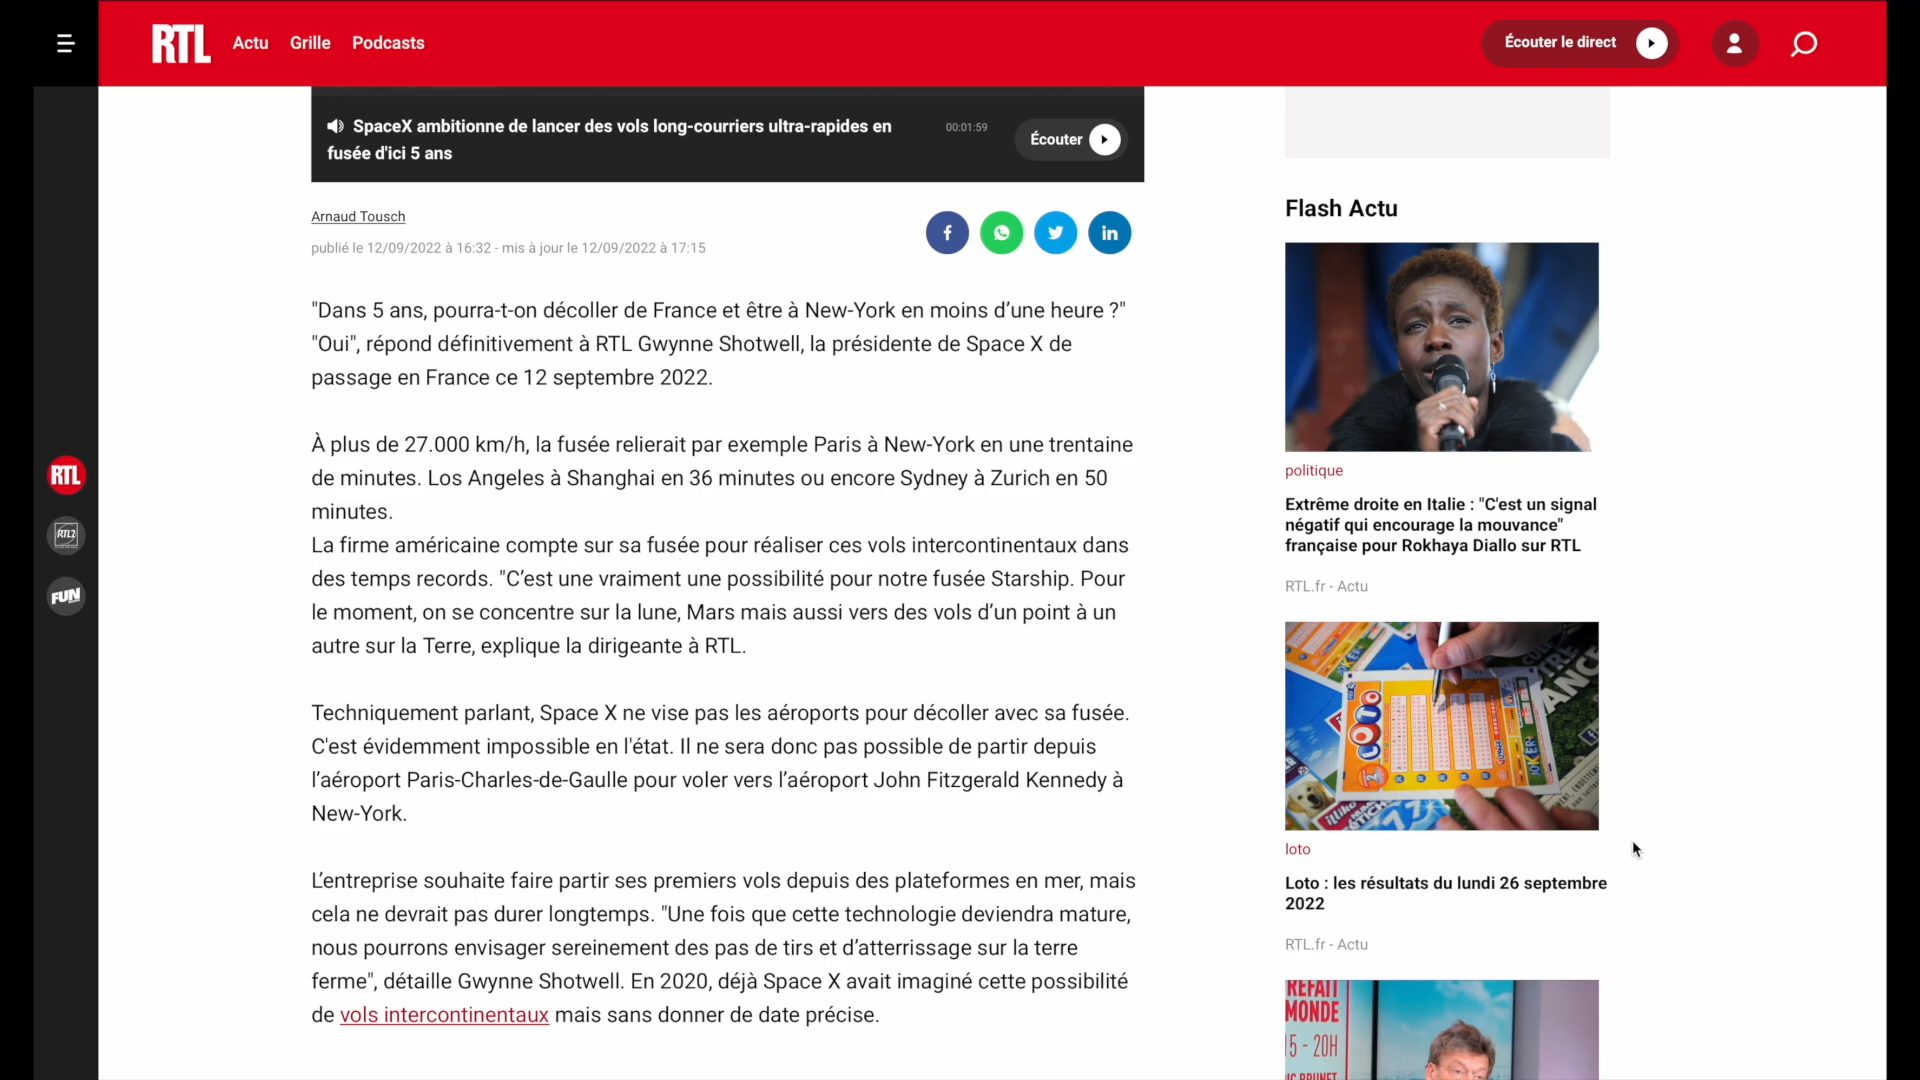 RTL Actu Grille Podcasts Écouter le direct
SpaceX ambitionne de lancer des vols long-courriers ultra-rapides en
fusée d'ici 5 ans
00:01:59
Écouter
Arnaud Tousch
publié le 12/09/2022 à 16:32 - mis à jour le 12/09/2022 à 17:15
"Dans 5 ans, pourra-t-on décoller de France et être à New-York en moins d’une heure ?"
"Oui", répond définitivement à RTL Gwynne Shotwell, la présidente de Space X de
passage en France ce 12 septembre 2022.
À plus de 27.000 km/h, la fusée relierait par exemple Paris à New-York en une trentaine
de minutes. Los Angeles à Shanghai en 36 minutes ou encore Sydney à Zurich en 50
minutes.
La firme américaine compte sur sa fusée pour réaliser ces vols intercontinentaux dans
des temps records. "C’est une vraiment une possibilité pour notre fusée Starship. Pour
le moment, on se concentre sur la lune, Mars mais aussi vers des vols d’un point à un
autre sur la Terre, explique la dirigeante à RTL.
Techniquement parlant, Space X ne vise pas les aéroports pour décoller avec sa fusée.
C'est évidemment impossible en l'état. Il ne sera donc pas possible de partir depuis
l’aéroport Paris-Charles-de-Gaulle pour voler vers l’aéroport John Fitzgerald Kennedy à
New-York.
L’entreprise souhaite faire partir ses premiers vols depuis des plateformes en mer, mais
cela ne devrait pas durer longtemps. "Une fois que cette technologie deviendra mature,
nous pourrons envisager sereinement des pas de tirs et d’atterrissage sur la terre
ferme", détaille Gwynne Shotwell. En 2020, déjà Space X avait imaginé cette possibilité
de vols intercontinentaux mais sans donner de date précise.
RTL
RTL2
FUN
Flash Actu
politique
Extrême droite en Italie : "C'est un signal
négatif qui encourage la mouvance"
française pour Rokhaya Diallo sur RTL
RTL.fr - Actu
LOTO
JOKER+
loto
Loto : les résultats du lundi 26 septembre
2022
RTL.fr - Actu
REFAIT
MONDE
15 - 20H